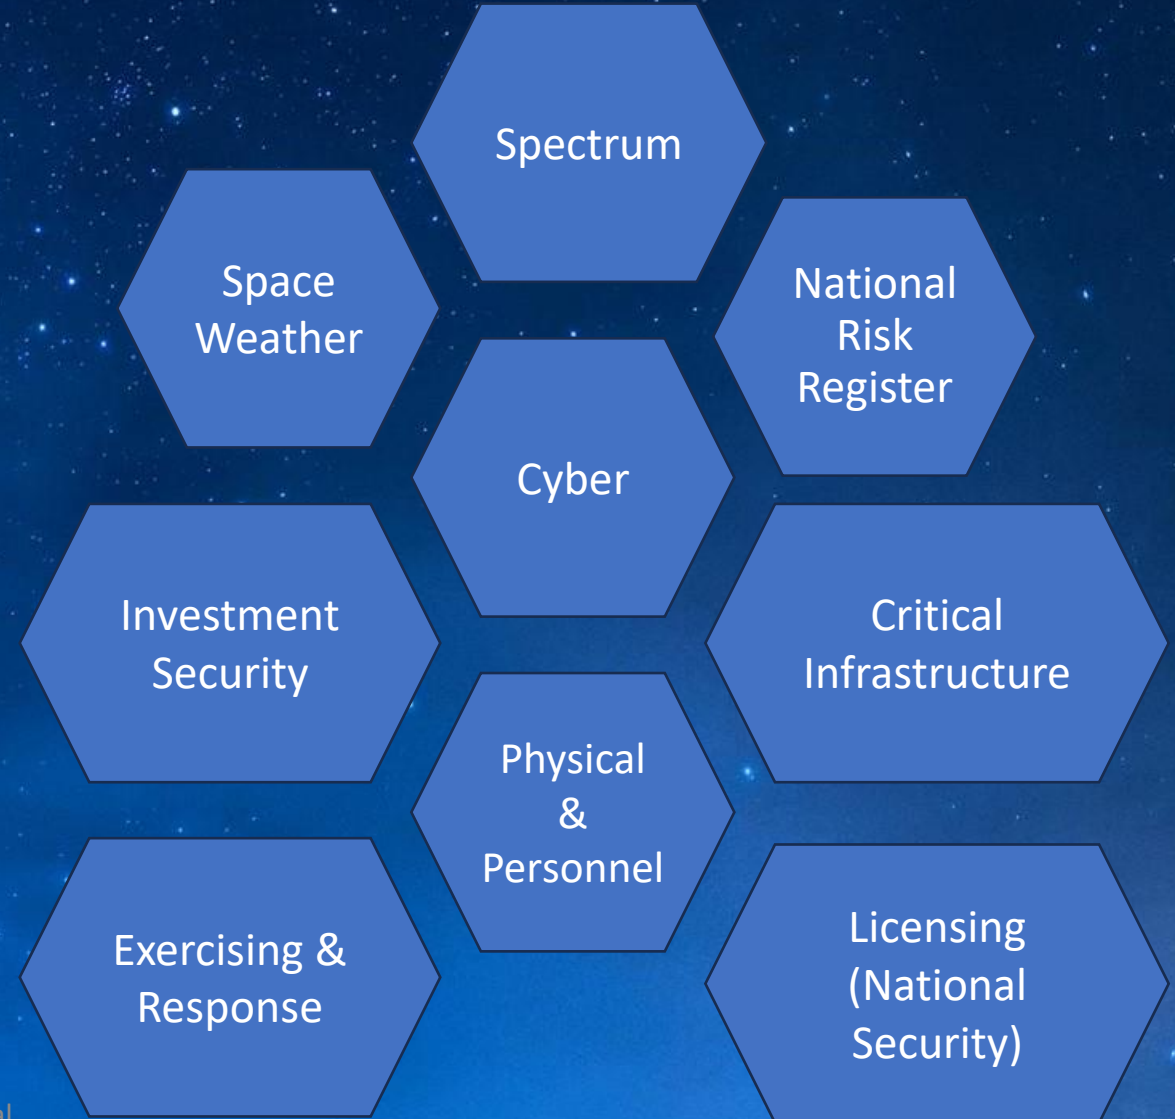 Spectrum
Space
Weather
National
Risk
Register
Cyber
Investment
Security
Critical
Infrastructure
Physical
&
Personnel
Exercising &
Response
Licensing
(National
Security)